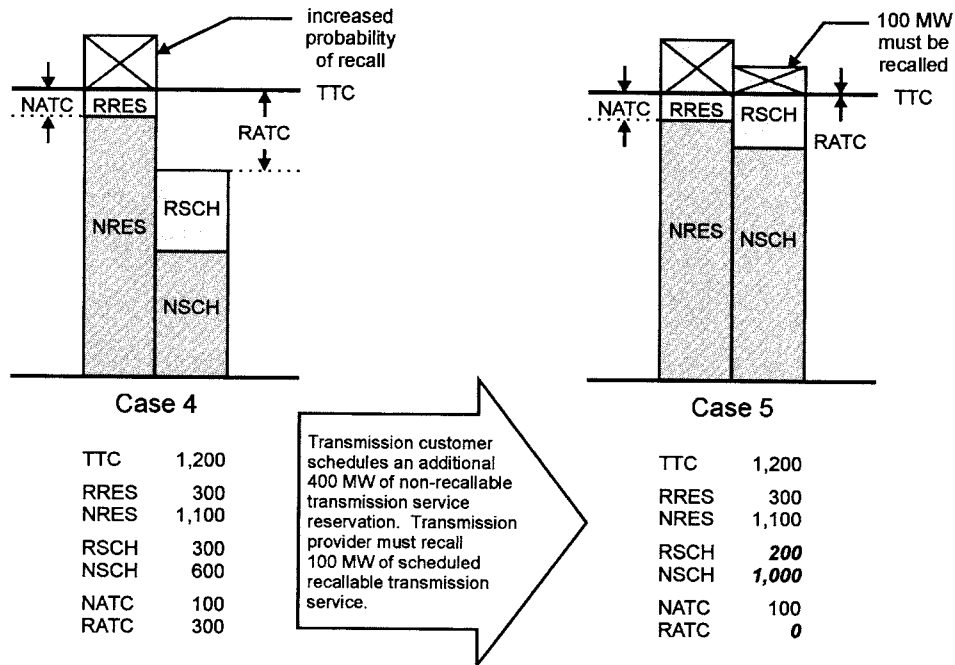 increased
probability
of recall
TTC
NATC
RRES
RATC
RSCH
NRES
NSCH
Case 4
TTC 1,200
RRES 300
NRES 1,100
RSCH 300
NSCH 600
NATC 100
RATC 300
Transmission customer
schedules an additional
400 MW of non-recallable
transmission service
reservation. Transmission
provider must recall
100 MW of scheduled
recallable transmission
service.
100 MW
must be
recalled
TTC
NATC
RRES
RSCH
RATC
NRES
NSCH
Case 5
TTC 1,200
RRES 300
NRES 1,100
RSCH 200
NSCH 1,000
NATC 100
RATC 0